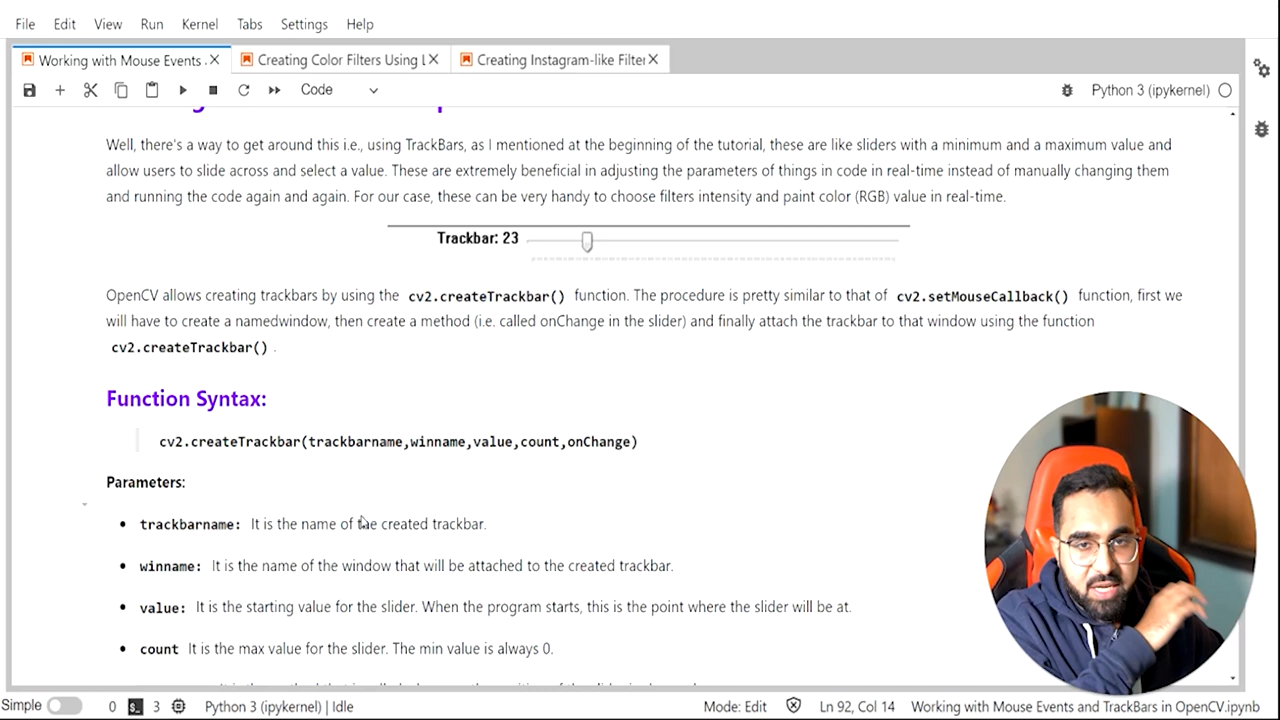 File Edit View Run Kernel Tabs Settings Help
Working with Mouse Events
Creating Color Filters Using
Creating Instagram-like Filter
Code
Python 3 (ipykernel)
Well, there's a way to get around this i.e., using TrackBars, as I mentioned at the beginning of the tutorial, these are like sliders with a minimum and a maximum value and
allow users to slide across and select a value. These are extremely beneficial in adjusting the parameters of things in code in real-time instead of manually changing them
and running the code again and again. For our case, these can be very handy to choose filters intensity and paint color (RGB) value in real-time.
Trackbar: 23
OpenCV allows creating trackbars by using the cv2.createTrackbar() function. The procedure is pretty similar to that of cv2.setMouseCallback() function, first we
will have to create a namedwindow, then create a method (i.e. called onChange in the slider) and finally attach the trackbar to that window using the function
cv2.createTrackbar() .
Function Syntax:
cv2.createTrackbar(trackbarname,winname,value,count,onChange)
Parameters:
• trackbarname: It is the name of the created trackbar.
• winname: It is the name of the window that will be attached to the created trackbar.
• value: It is the starting value for the slider. When the program starts, this is the point where the slider will be at.
• count It is the max value for the slider. The min value is always 0.
Simple 0 $_ 3 Python 3 (ipykernel) | Idle Mode: Edit Ln 92, Col 14 Working with Mouse Events and TrackBars in OpenCV.ipynb